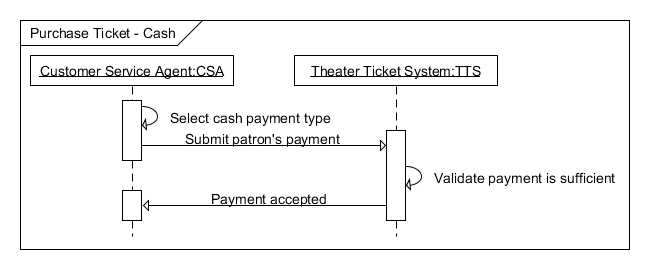 Purchase Ticket - Cash
Customer Service Agent:CSA
Theater Ticket System:TTS
Select cash payment type
Submit patron's payment
Validate payment is sufficient
Payment accepted